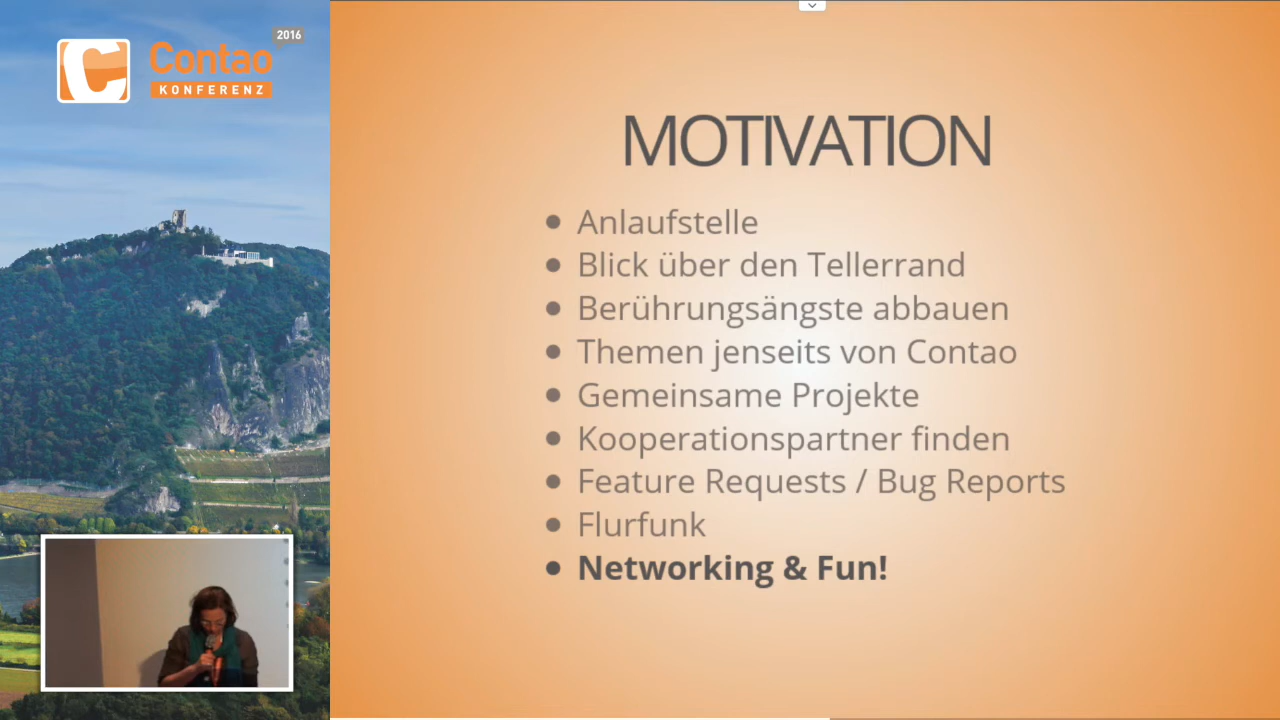 2016
Contao
KONFERENZ
MOTIVATION
• Anlaufstelle
• Blick über den Tellerrand
• Berührungsängste abbauen
• Themen jenseits von Contao
• Gemeinsame Projekte
• Kooperationspartner finden
• Feature Requests / Bug Reports
• Flurfunk
• Networking & Fun!